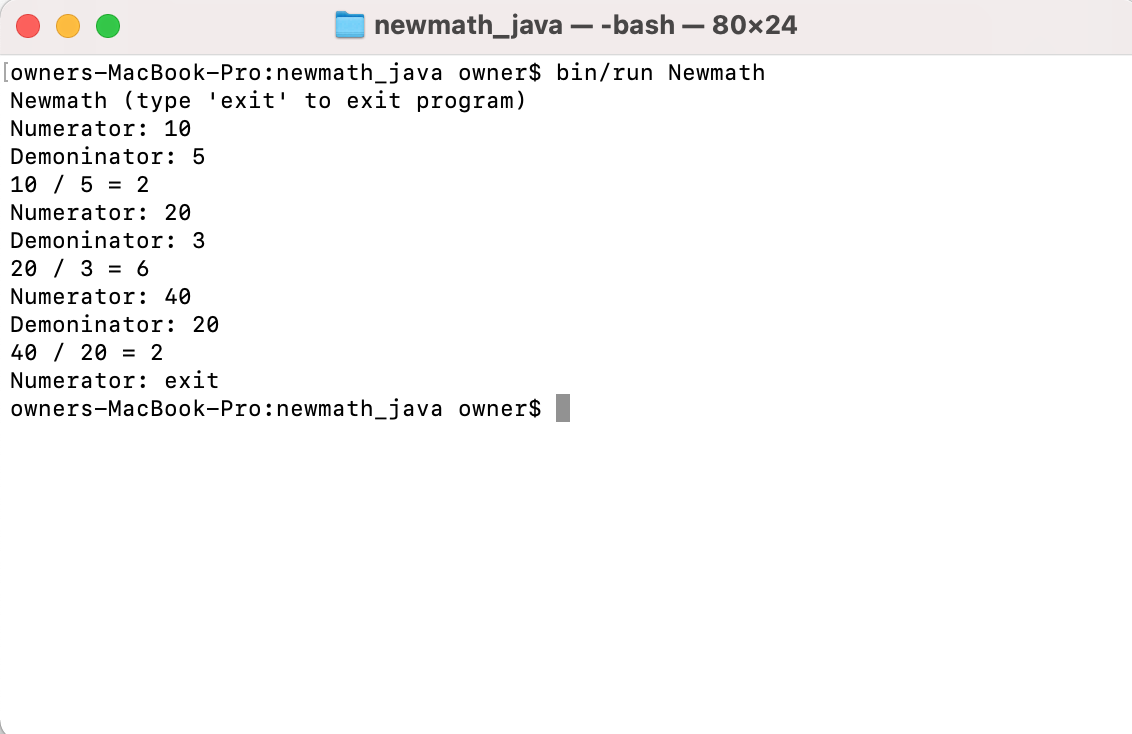 newmath_java — -bash — 80×24
[owners-MacBook-Pro:newmath_java owner$ bin/run Newmath
Newmath (type 'exit' to exit program)
Numerator: 10
Demoninator: 5
10 / 5 = 2
Numerator: 20
Demoninator: 3
20 / 3 = 6
Numerator: 40
Demoninator: 20
40 / 20 = 2
Numerator: exit
owners-MacBook-Pro:newmath_java owner$